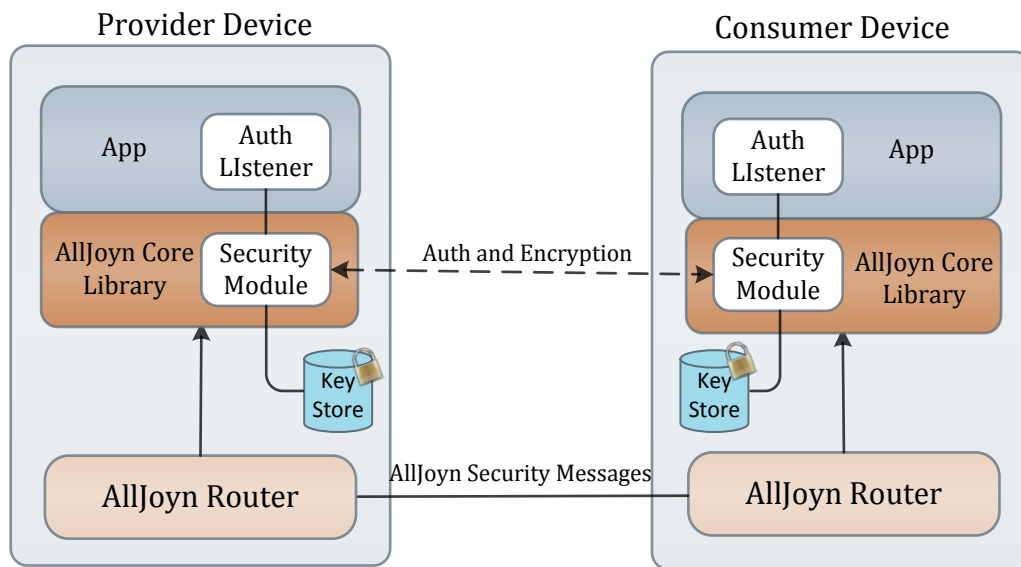 Provider Device
Consumer Device
App
Auth
LIstener
AllJoyn Core
Library
Security
Module
Key
Store
AllJoyn Router
Auth and Encryption
AllJoyn Security Messages
Auth
LIstener
App
Security
Module
AllJoyn Core
Library
Key
Store
AllJoyn Router